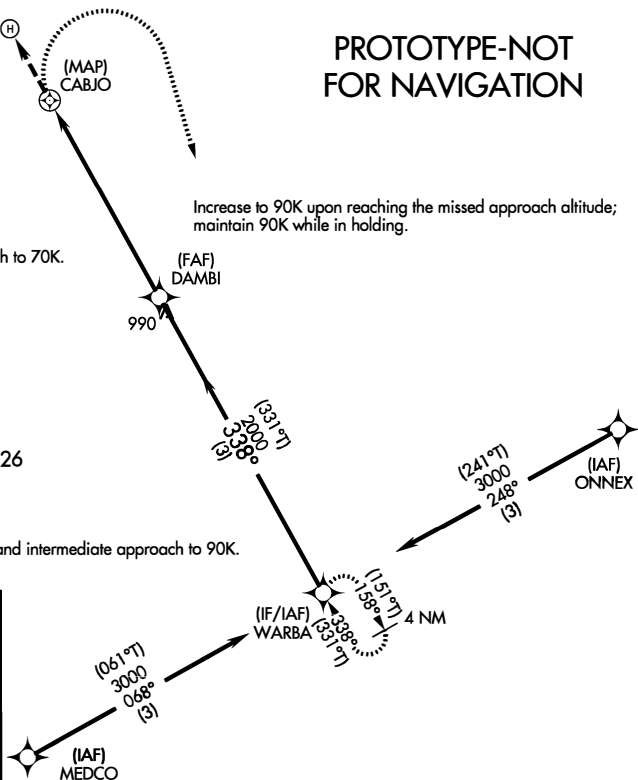 PROTOTYPE-NOT
FOR NAVIGATION
H
(MAP)
CABJO
Increase to 90K upon reaching the missed approach altitude;
maintain 90K while in holding.
h to 70K.
(FAF)
DAMBI
990
(331°T)
2000
338°
(3)
26
(241°T)
3000
248°
(3)
(IAF)
ONNEX
and intermediate approach to 90K.
(IF/IAF)
WARBA
(151°T)
158°
338°
(331°T)
4 NM
(061°T)
3000
068°
(3)
(IAF)
MEDCO